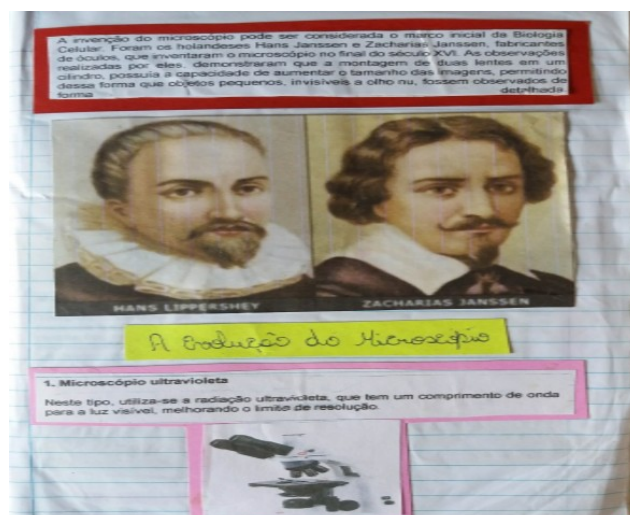 A invenção do microscópio pode ser considerada o marco inicial da Biologia
Celular. Foram os holandeses Hans Janssen e Zacharias Janssen, fabricantes
de óculos, que inventaram o microscópio no final do século XVI. As observações
realizadas por eles, demonstraram que a montagem de duas lentes em um
cilindro, possuía a capacidade de aumentar o tamanho das imagens, permitindo
dessa forma que objetos pequenos, invisíveis a olho nu, fossem observados de
forma detalhada
HANS LIPPERSHEY ZACHARIAS JANSSEN
A Evolução do Microscópio
1. Microscópio ultravioleta
Neste tipo, utiliza-se a radiação ultravioleta, que tem um comprimento de onda
para a luz visível, melhorando o limite de resolução.